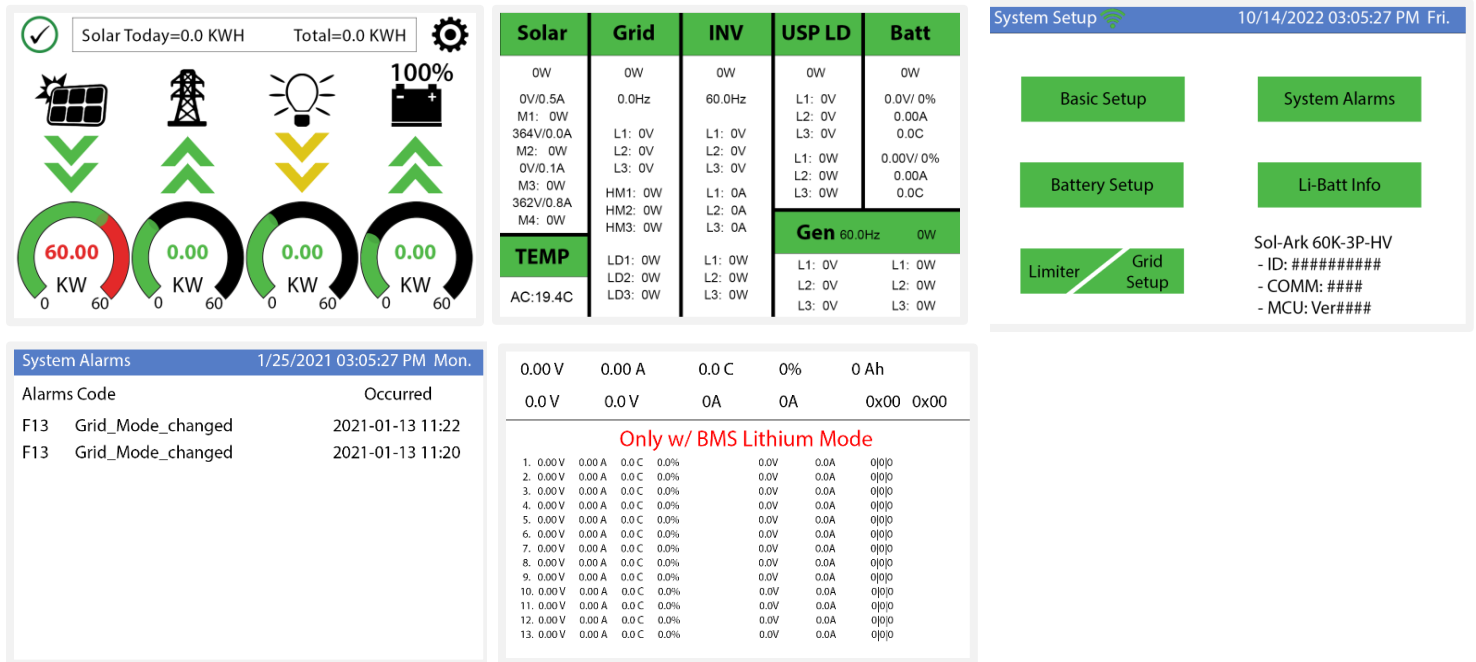 Solar Today=0.0 KWH Total=0.0 KWH
100%
60.00 0.00 0.00 0.00
KW KW KW KW
0 60 0 60 0 60 0 60
Solar Grid INV USP LD Batt
0W 0W 0W 0W 0W
0V/0.5A 0.0Hz 60.0Hz L1: 0V 0.0V/ 0%
M1: 0W L2: 0V 0.00A
364V/0.0A L1: 0V L1: 0V L3: 0V 0.0C
M2: 0W L2: 0V L2: 0V L1: 0W 0.00V/ 0%
0V/0.1A L3: 0V L3: 0V L2: 0W 0.00A
M3: 0W HM1: 0W L1: 0A L3: 0W 0.0C
362V/0.8A HM2: 0W L2: 0A
M4: 0W HM3: 0W L3: 0A
Gen 60.0Hz 0W
TEMP LD1: 0W L1: 0W L1: 0V L1: 0W
LD2: 0W L2: 0W L2: 0V L2: 0W
AC:19.4C LD3: 0W L3: 0W L3: 0V L3: 0W
System Setup 10/14/2022 03:05:27 PM Fri.
Basic Setup System Alarms
Battery Setup Li-Batt Info
Limiter Grid Setup
Sol-Ark 60K-3P-HV
- ID: ##########
- COMM: ####
- MCU: Ver####
System Alarms 1/25/2021 03:05:27 PM Mon.
Alarms Code Occurred
F13 Grid_Mode_changed 2021-01-13 11:22
F13 Grid_Mode_changed 2021-01-13 11:20
0.00 V 0.00 A 0.0 C 0% 0 Ah
0.0 V 0.0 V 0A 0A 0x00 0x00
Only w/ BMS Lithium Mode
1. 0.00 V 0.00 A 0.0 C 0.0% 0.0V 0.0A 0|0|0
2. 0.00 V 0.00 A 0.0 C 0.0% 0.0V 0.0A 0|0|0
3. 0.00 V 0.00 A 0.0 C 0.0% 0.0V 0.0A 0|0|0
4. 0.00 V 0.00 A 0.0 C 0.0% 0.0V 0.0A 0|0|0
5. 0.00 V 0.00 A 0.0 C 0.0% 0.0V 0.0A 0|0|0
6. 0.00 V 0.00 A 0.0 C 0.0% 0.0V 0.0A 0|0|0
7. 0.00 V 0.00 A 0.0 C 0.0% 0.0V 0.0A 0|0|0
8. 0.00 V 0.00 A 0.0 C 0.0% 0.0V 0.0A 0|0|0
9. 0.00 V 0.00 A 0.0 C 0.0% 0.0V 0.0A 0|0|0
10. 0.00 V 0.00 A 0.0 C 0.0% 0.0V 0.0A 0|0|0
11. 0.00 V 0.00 A 0.0 C 0.0% 0.0V 0.0A 0|0|0
12. 0.00 V 0.00 A 0.0 C 0.0% 0.0V 0.0A 0|0|0
13. 0.00 V 0.00 A 0.0 C 0.0% 0.0V 0.0A 0|0|0